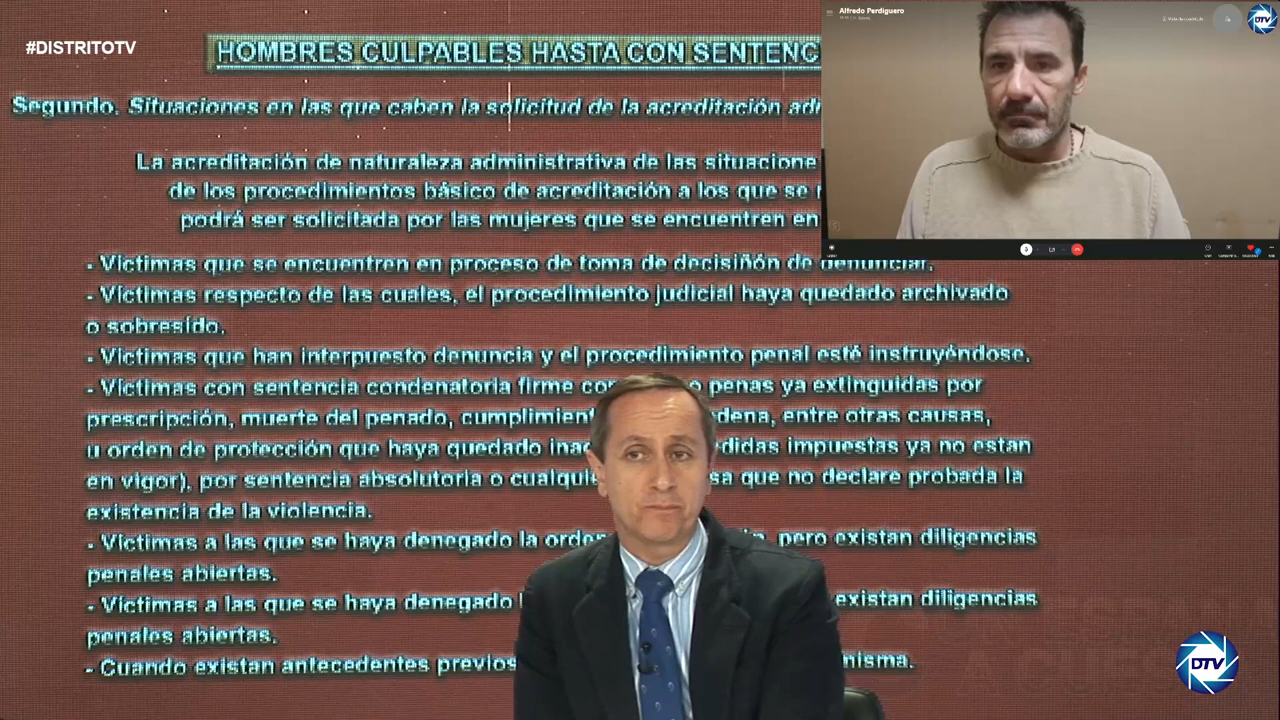 #DISTRITOTV
HOMBRES CULPABLES HASTA CON SENTENC
Segundo. Situaciones en las que caben la solicitud de la acreditación adm
La acreditación de naturaleza administrativa de las situacione
de los procedimientos básico de acreditación a los que se
podrá ser solicitada por las mujeres que se encuentren en
- Víctimas que se encuentren en proceso de toma de decisiñón de denunciar.
- Víctimas respecto de las cuales, el procedimiento judicial haya quedado archivado
o sobresído.
- Víctimas que han interpuesto denuncia y el procedimiento penal esté instruyéndose.
- Víctimas con sentencia condenatoria firme con o penas ya extinguidas por
prescripción, muerte del penado, cumplimient dena, entre otras causas,
u orden de protección que haya quedado inac didas impuestas ya no estan
en vigor), por sentencia absolutoria o cualquie sa que no declare probada la
existencia de la violencia.
- Víctimas a las que se haya denegado la orden , pero existan diligencias
penales abiertas.
- Víctimas a las que se haya denegado existan diligencias
penales abiertas.
- Cuando existan antecedentes previos misma.
Alfredo Perdiguero
DTV
DTV